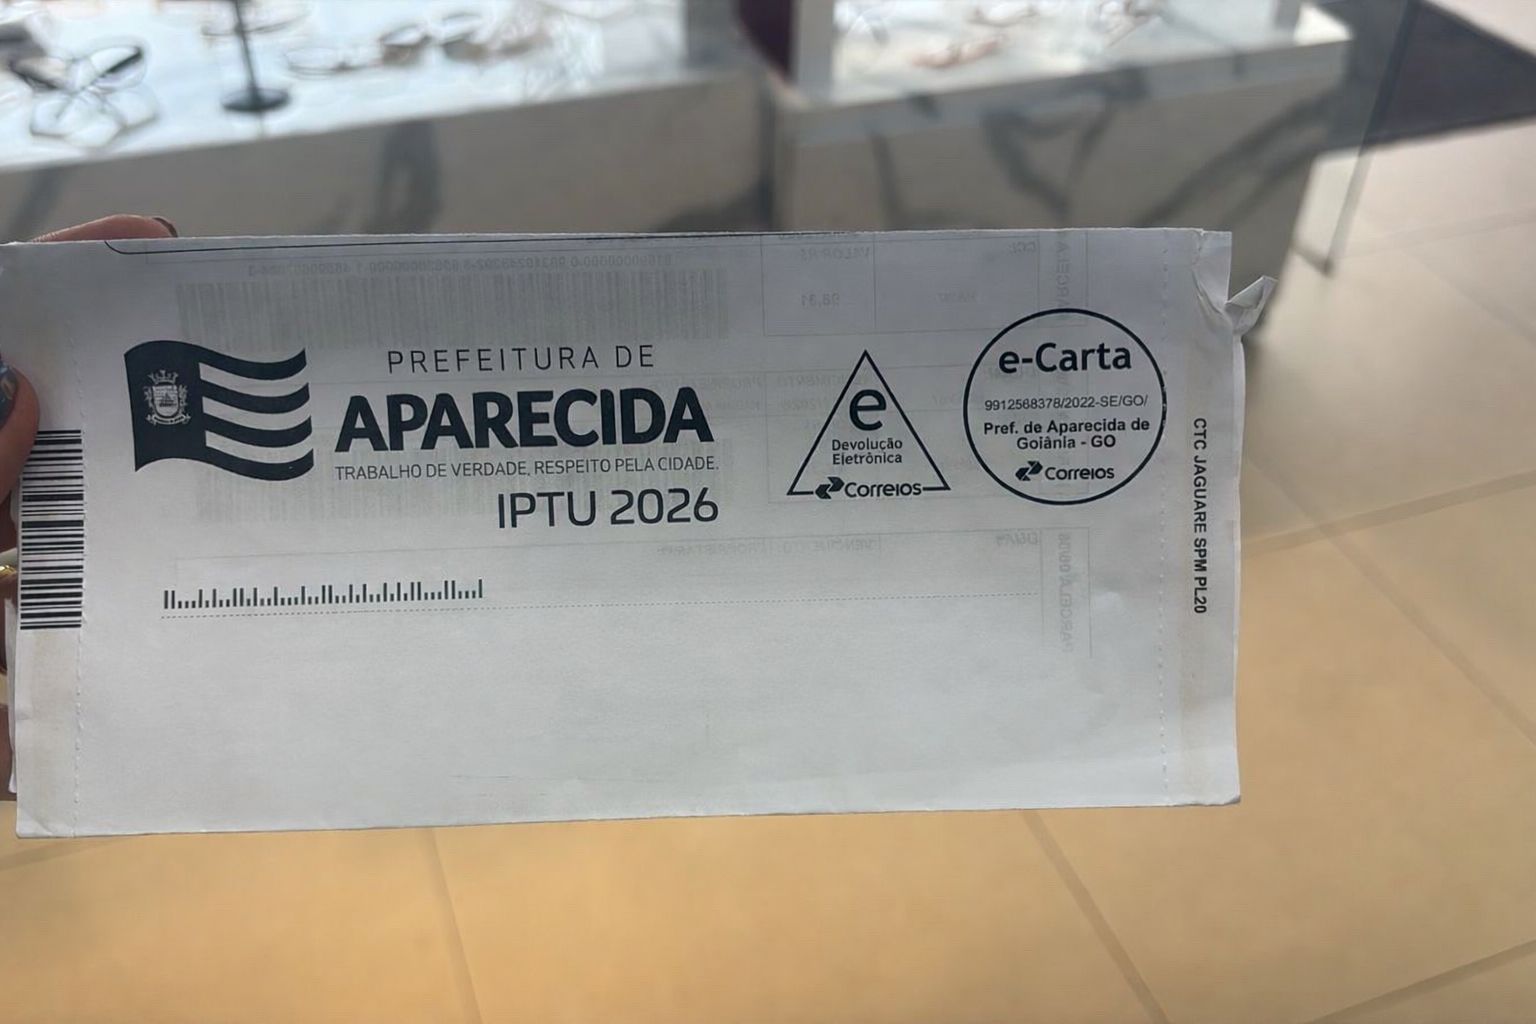 PREFEITURA DE
APARECIDA
TRABALHO DE VERDADE, RESPEITO PELA CIDADE.
IPTU 2026
e
Devolução
Eletrônica
Correios
e-Carta
9912568378/2022-SE/GO/
Pref. de Aparecida de
Goiânia - GO
Correios
CTC JAGUARE SPM PL20